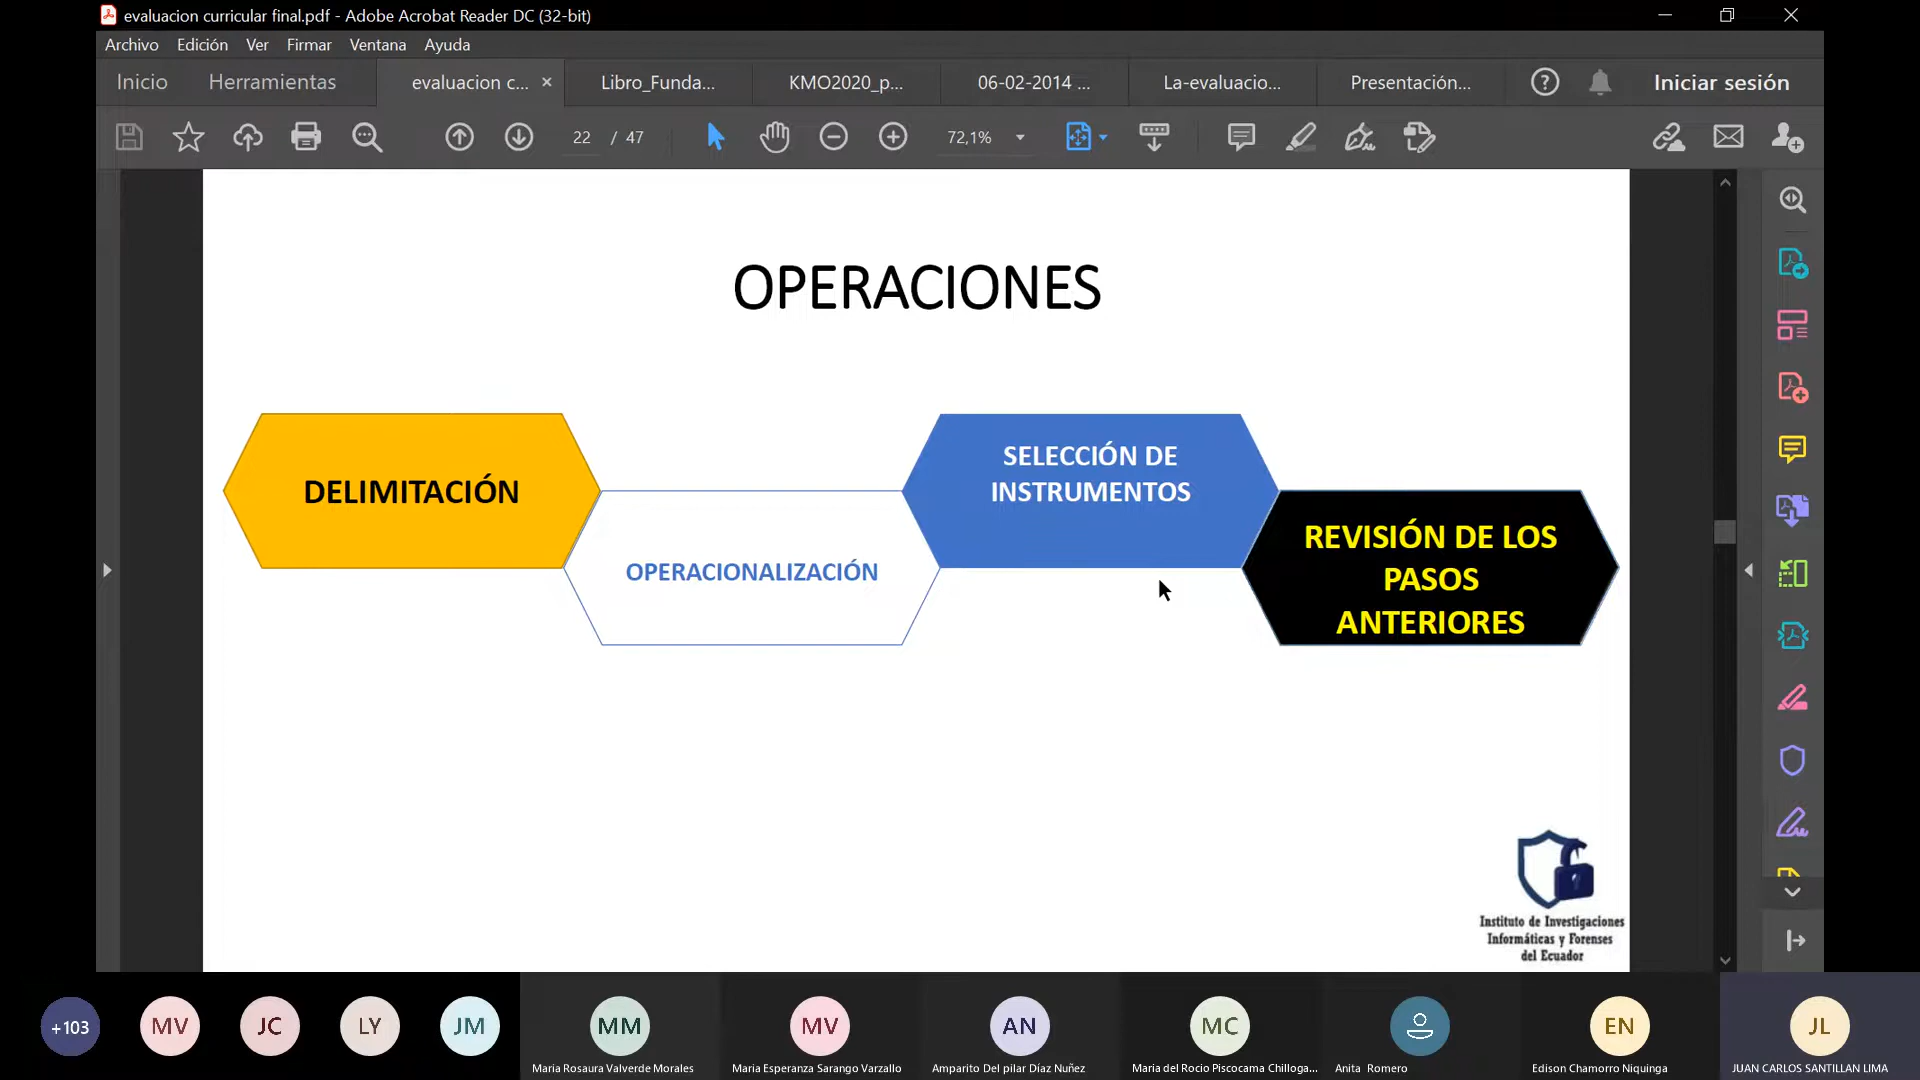 evaluacion curricular final.pdf - Adobe Acrobat Reader DC (32-bit)
Archivo Edición Ver Firmar Ventana Ayuda
Inicio Herramientas evaluacion c... × Libro_Funda... KMO2020_p... 06-02-2014 ... La-evaluacio... Presentación... Iniciar sesión
22 / 47 72,1%
OPERACIONES
DELIMITACIÓN
OPERACIONALIZACIÓN
SELECCIÓN DE
INSTRUMENTOS
REVISIÓN DE LOS
PASOS
ANTERIORES
Instituto de Investigaciones
Informáticas y Forenses
del Ecuador
+103 MV JC LY JM MM MV AN MC EN JL
Maria Rosaura Valverde Morales Maria Esperanza Sarango Varzallo Amparito Del pilar Díaz Nuñez Maria del Rocio Piscocama Chilloga... Anita Romero Edison Chamorro Niquinga JUAN CARLOS SANTILLAN LIMA